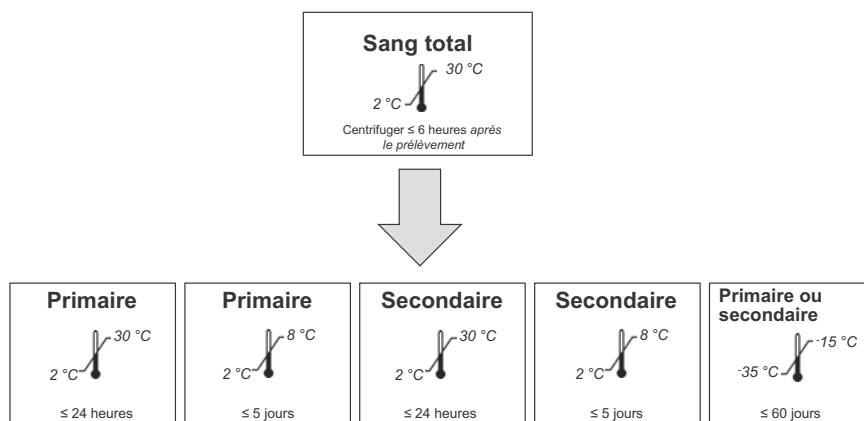 Sang total
30 °C
2 °C
Centrifuger ≤ 6 heures après
le prélèvement
Primaire
30 °C
2 °C
≤ 24 heures
Primaire
8 °C
2 °C
≤ 5 jours
Secondaire
30 °C
2 °C
≤ 24 heures
Secondaire
8 °C
2 °C
≤ 5 jours
Primaire ou
secondaire
-15 °C
-35 °C
≤ 60 jours